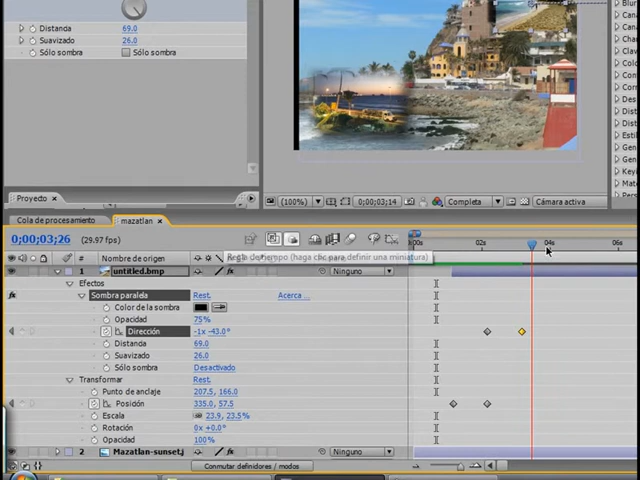 Distancia 69.0
Suavizado 26.0
Sólo sombra Sólo sombra
Proyecto
(100%) 0;00;03;14 Completa Cámara activa
Cola de procesamiento mazatlan
0;00;03;26 (29.97 fps)
:00s 02s 04s 06s
# Nombre de origen
Regla de tiempo (haga clic para definir una miniatura)
1 untitled.bmp Ninguno
Efectos
Sombra paralela Rest. Acerca ...
Color de la sombra
Opacidad 75%
Dirección -1x -43.0°
Distancia 69.0
Suavizado 26.0
Sólo sombra Desactivado
Transformar Rest.
Punto de anclaje 207.5, 166.0
Posición 335.0, 57.5
Escala 23.9, 23.5%
Rotación 0x +0.0°
Opacidad 100%
2 Mazatlan-sunset.j Ninguno
Conmutar definidores / modos